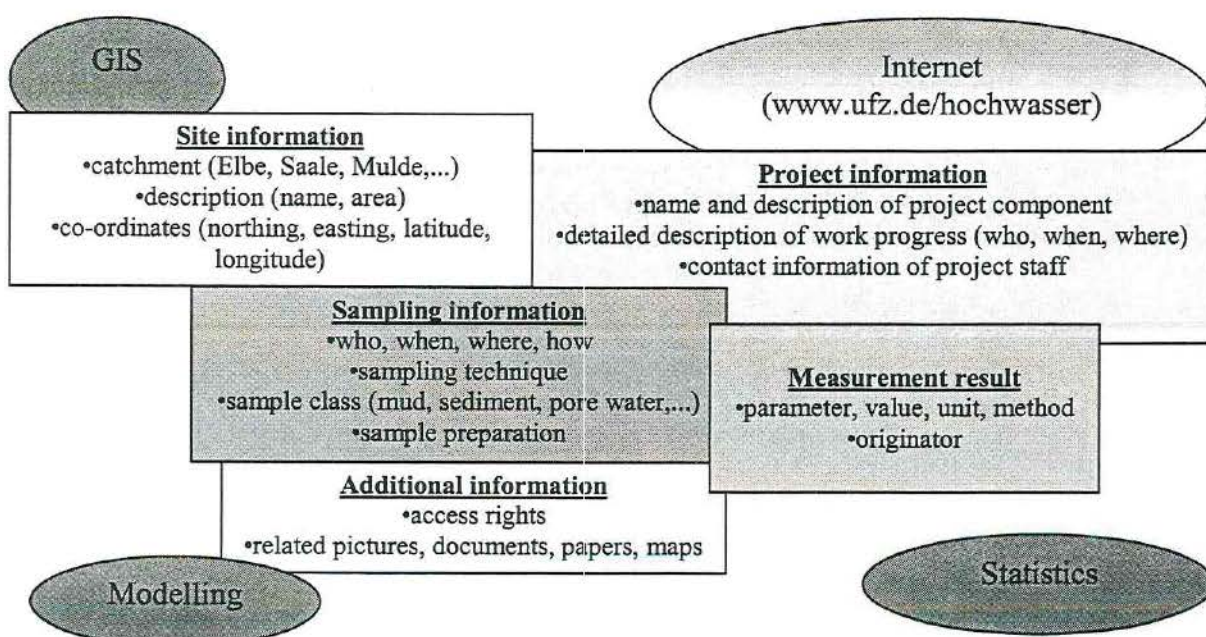 GIS
Internet
(www.ufz.de/hochwasser)
Site information
•catchment (Elbe, Saale, Mulde,...)
•description (name, area)
•co-ordinates (northing, easting, latitude,
longitude)
Project information
•name and description of project component
•detailed description of work progress (who, when, where)
•contact information of project staff
Sampling information
•who, when, where, how
•sampling technique
•sample class (mud, sediment, pore water,...)
•sample preparation
Measurement result
•parameter, value, unit, method
•originator
Additional information
•access rights
•related pictures, documents, papers, maps
Modelling
Statistics